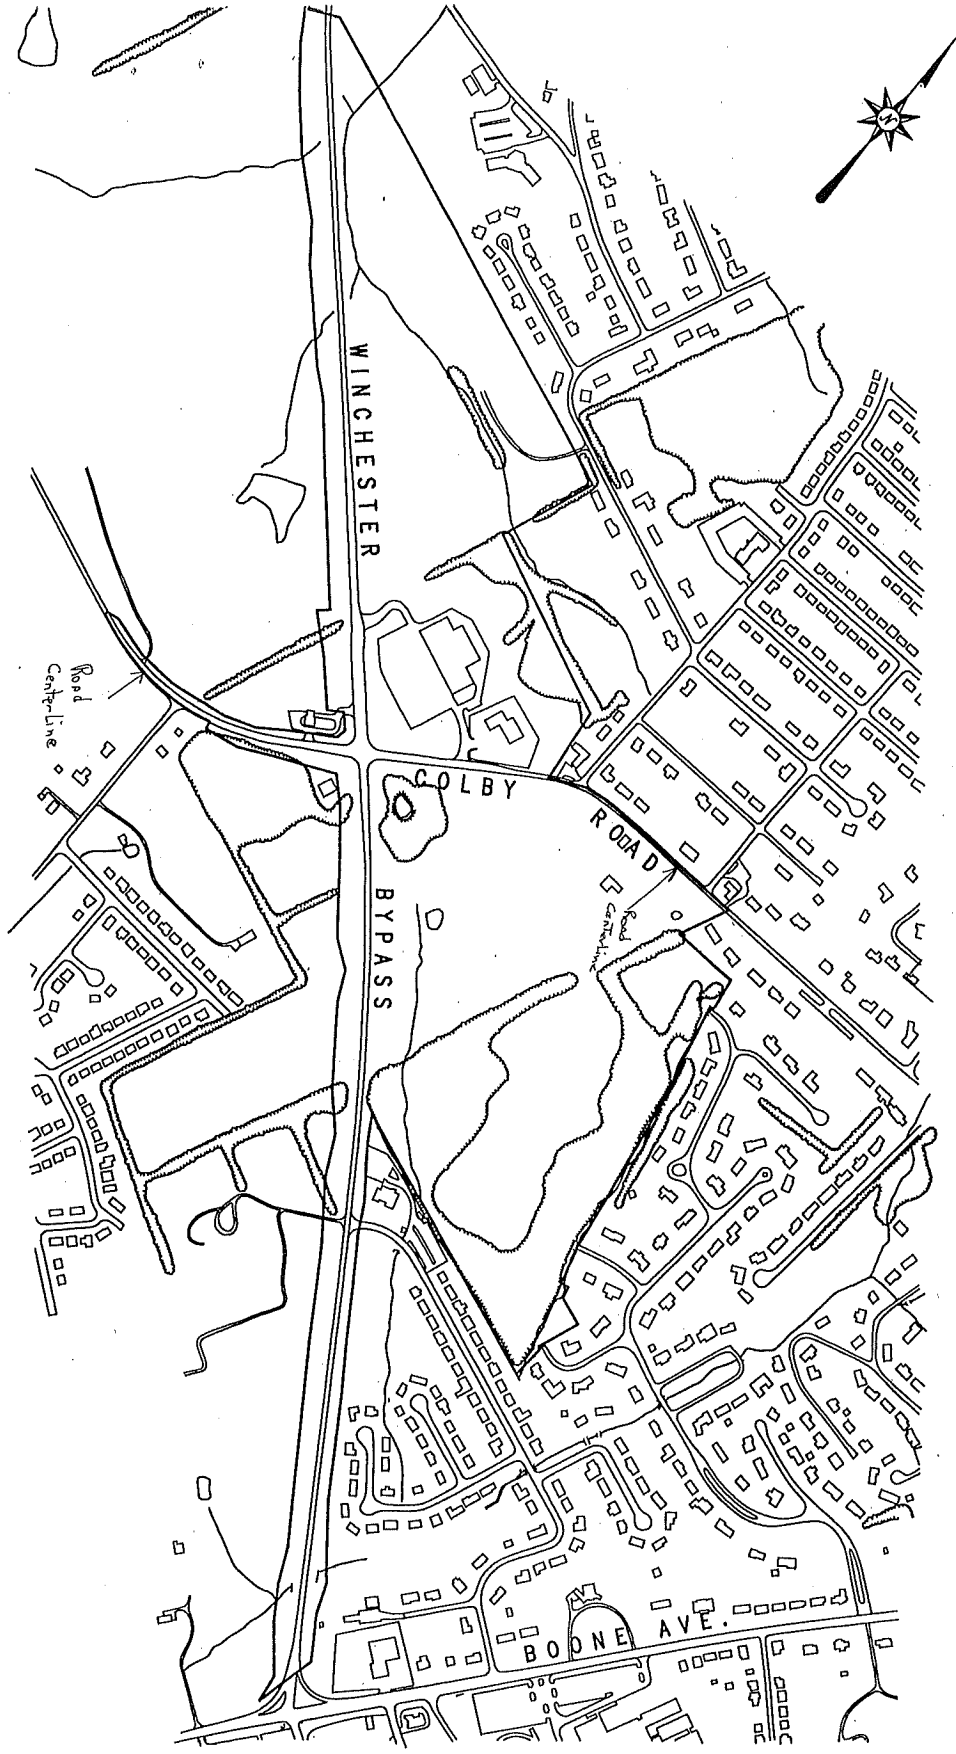 N
WINCHESTER
Road
Centerline
COLBY
ROAD
Road
Centerline
BYPASS
BOONE AVE.